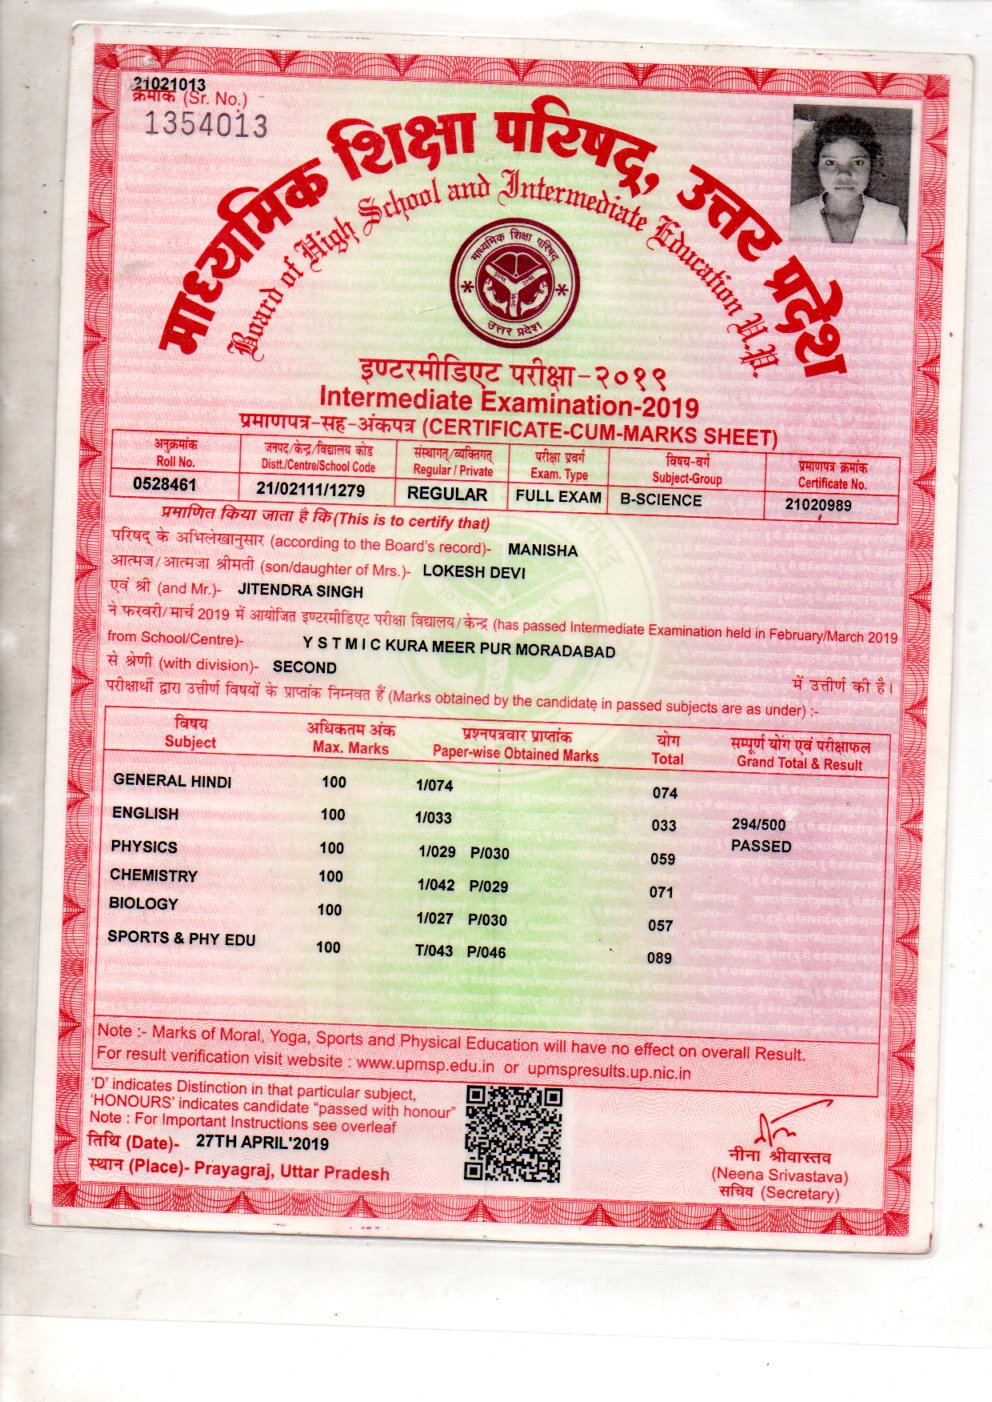 21021013
क्रमांक (Sr. No.)
1354013
माध्यमिक शिक्षा परिषद्, उत्तर प्रदेश
Board of High School and Intermediate Education U.P.
माध्यमिक शिक्षा परिषद
उत्तर प्रदेश
इण्टरमीडिएट परीक्षा-२०१९
Intermediate Examination-2019
प्रमाणपत्र-सह-अंकपत्र (CERTIFICATE-CUM-MARKS SHEET)
अनुक्रमांक जनपद/केन्द्र/विद्यालय कोड संस्थागत्/व्यक्तिगत् परीक्षा प्रवर्ग विषय-वर्ग प्रमाणपत्र क्रमांक
Roll No. Distt./Centre/School Code Regular / Private Exam. Type Subject-Group Certificate No.
0528461 21/02111/1279 REGULAR FULL EXAM B-SCIENCE 21020989
प्रमाणित किया जाता है कि (This is to certify that)
परिषद् के अभिलेखानुसार (according to the Board's record)- MANISHA
आत्मज/आत्मजा श्रीमती (son/daughter of Mrs.)- LOKESH DEVI
एवं श्री (and Mr.)- JITENDRA SINGH
ने फरवरी/मार्च 2019 में आयोजित इण्टरमीडिएट परीक्षा विद्यालय/केन्द्र (has passed Intermediate Examination held in February/March 2019
from School/Centre)- Y S T M I C KURA MEER PUR MORADABAD
से श्रेणी (with division)- SECOND में उत्तीर्ण की है।
परीक्षार्थी द्वारा उत्तीर्ण विषयों के प्राप्तांक निम्नवत हैं (Marks obtained by the candidate in passed subjects are as under) :-
विषय अधिकतम अंक प्रश्नपत्रवार प्राप्तांक योग सम्पूर्ण योग एवं परीक्षाफल
Subject Max. Marks Paper-wise Obtained Marks Total Grand Total & Result
GENERAL HINDI 100 1/074 074
ENGLISH 100 1/033 033 294/500
PASSED
PHYSICS 100 1/029 P/030 059
CHEMISTRY 100 1/042 P/029 071
BIOLOGY 100 1/027 P/030 057
SPORTS & PHY EDU 100 T/043 P/046 089
Note :- Marks of Moral, Yoga, Sports and Physical Education will have no effect on overall Result.
For result verification visit website : www.upmsp.edu.in or upmspresults.up.nic.in
'D' indicates Distinction in that particular subject,
'HONOURS' indicates candidate "passed with honour"
Note : For Important Instructions see overleaf
तिथि (Date)- 27TH APRIL'2019
स्थान (Place)- Prayagraj, Uttar Pradesh
नीना श्रीवास्तव
(Neena Srivastava)
सचिव (Secretary)